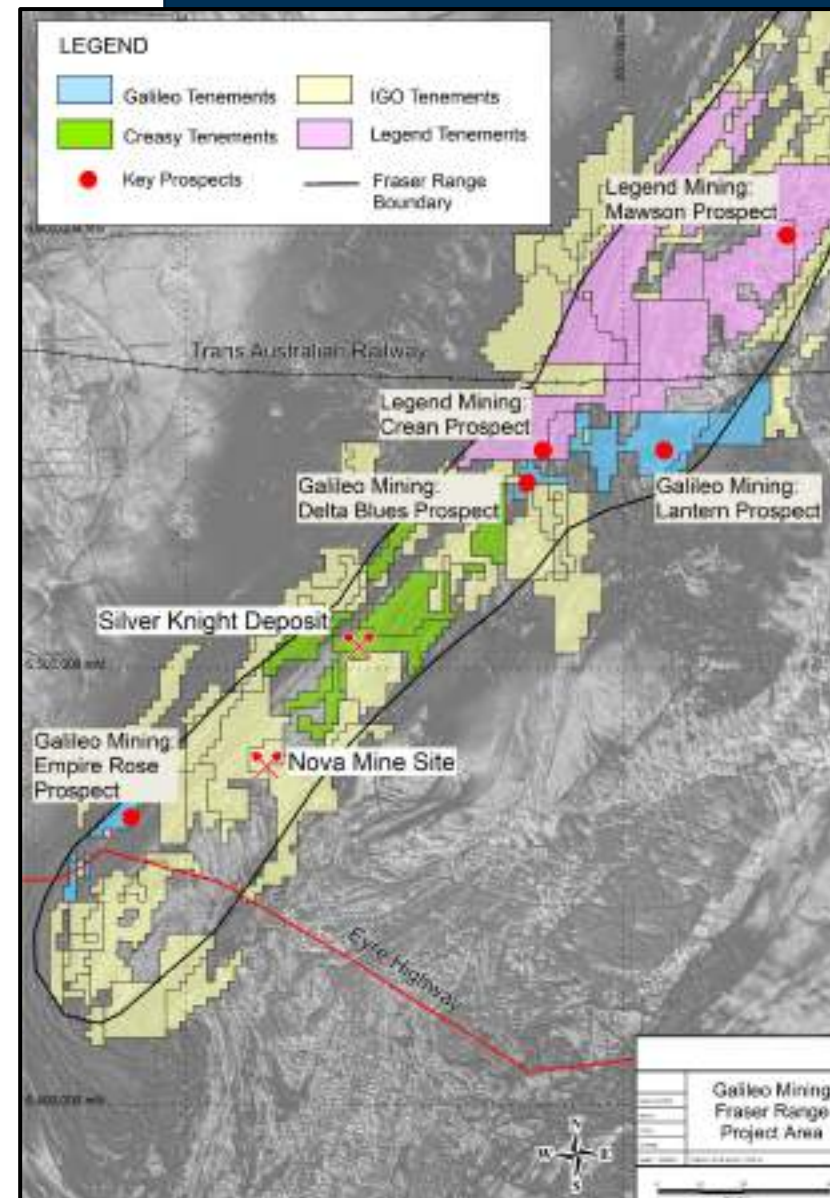 LEGEND
Galileo Tenements
IGO Tenements
Creasy Tenements
Legend Tenements
Key Prospects
Fraser Range
Boundary
Legend Mining:
Mawson Prospect
Trans Australian Railway
Legend Mining:
Crean Prospect
Galileo Mining:
Delta Blues Prospect
Galileo Mining:
Lantern Prospect
Silver Knight Deposit
Galileo Mining:
Empire Rose
Prospect
Nova Mine Site
Eyre Highway
N
W E
S
Galileo Mining
Fraser Range
Project Area